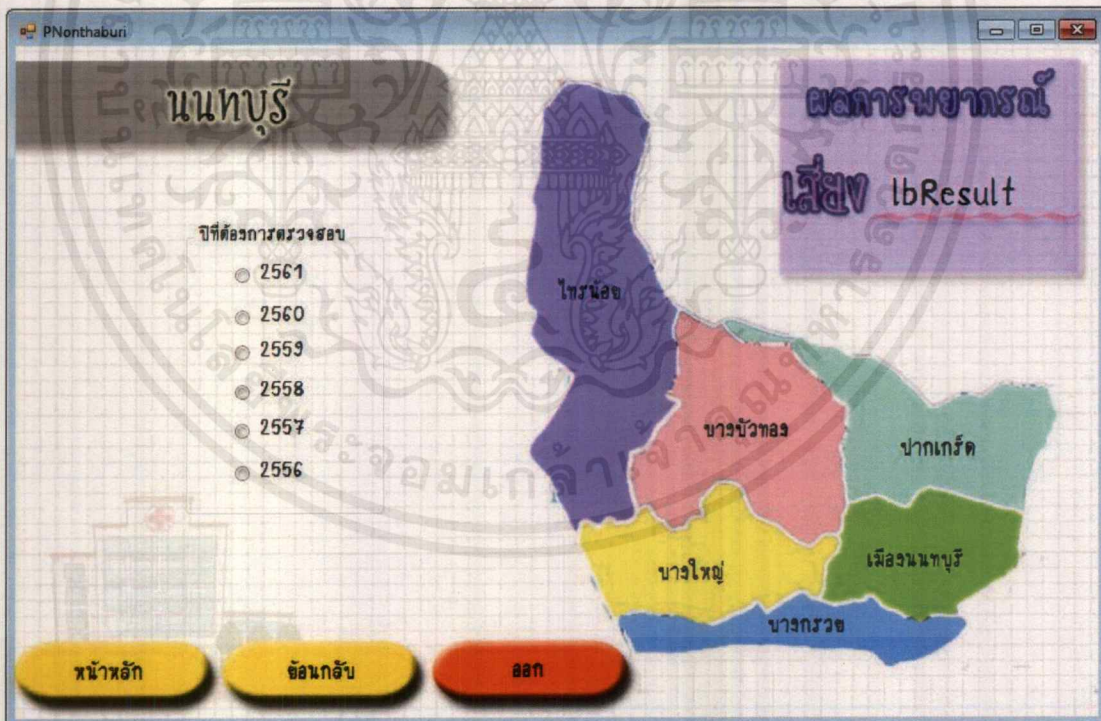 PNonthaburi
นนทบุรี
ผลการพยากรณ์
เสี่ยง lbResult
ปีที่ต้องการตรวจสอบ
2561
2560
2559
2558
2557
2556
ไทรน้อย
บางบัวทอง
ปากเกร็ด
บางใหญ่
เมืองนนทบุรี
บางกรวย
หน้าหลัก
ย้อนกลับ
ออก